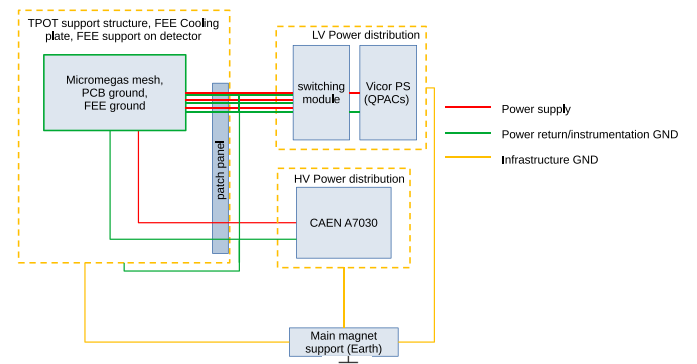 TPOT support structure, FEE Cooling
plate, FEE support on detector
LV Power distribution
Micromegas mesh,
PCB ground,
FEE ground
switching
module
Vicor PS
(QPACs)
Power supply
Power return/instrumentation GND
Infrastructure GND
patch panel
HV Power distribution
CAEN A7030
Main magnet
support (Earth)